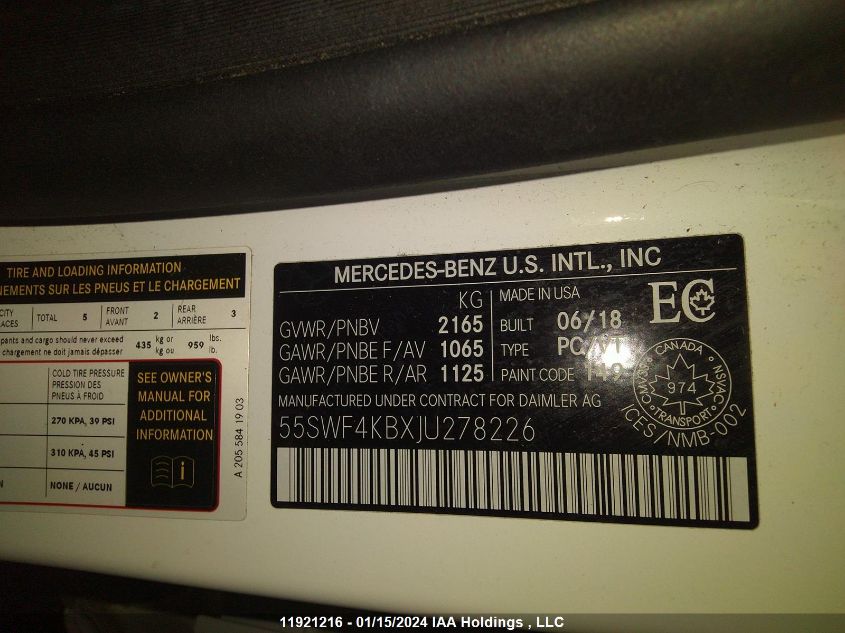 TIRE AND LOADING INFORMATION
NEMENTS SUR LES PNEUS ET LE CHARGEMENT
CITY
ACES
TOTAL 5
FRONT
AVANT 2
REAR
ARRIÈRE 3
pants and cargo should never exceed
chargement ne doit jamais dépasser
435 kg or
kg ou
959 lbs.
lb.
COLD TIRE PRESSURE
PRESSION DES
PNEUS À FROID
270 KPA, 39 PSI
310 KPA, 45 PSI
NONE / AUCUN
SEE OWNER'S
MANUAL FOR
ADDITIONAL
INFORMATION
A 205 584 19 03
MERCEDES-BENZ U.S. INTL., INC
KG
GVWR/PNBV 2165
GAWR/PNBE F/AV 1065
GAWR/PNBE R/AR 1125
MADE IN USA
BUILT 06/18
TYPE
PAINT CODE 149
EC
MANUFACTURED UNDER CONTRACT FOR DAIMLER AG
55SWF4KBXJU278226
CANADA
974
TRANSPORT
CMVSS
NSVAC
ICES/NMB-002
11921216 - 01/15/2024 IAA Holdings , LLC